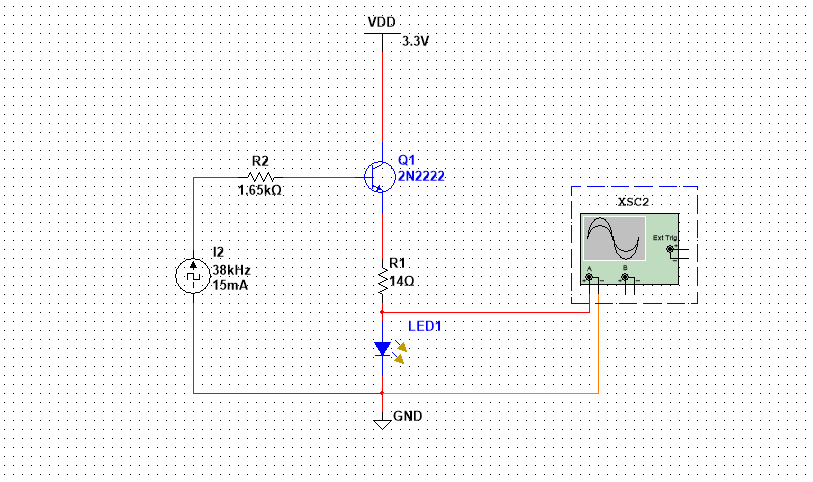 VDD
3.3V
Q1
2N2222
R2
1.65kΩ
XSC2
Ext Trig
+
-
A
B
+ - + -
I2
38kHz
15mA
R1
14Ω
LED1
GND